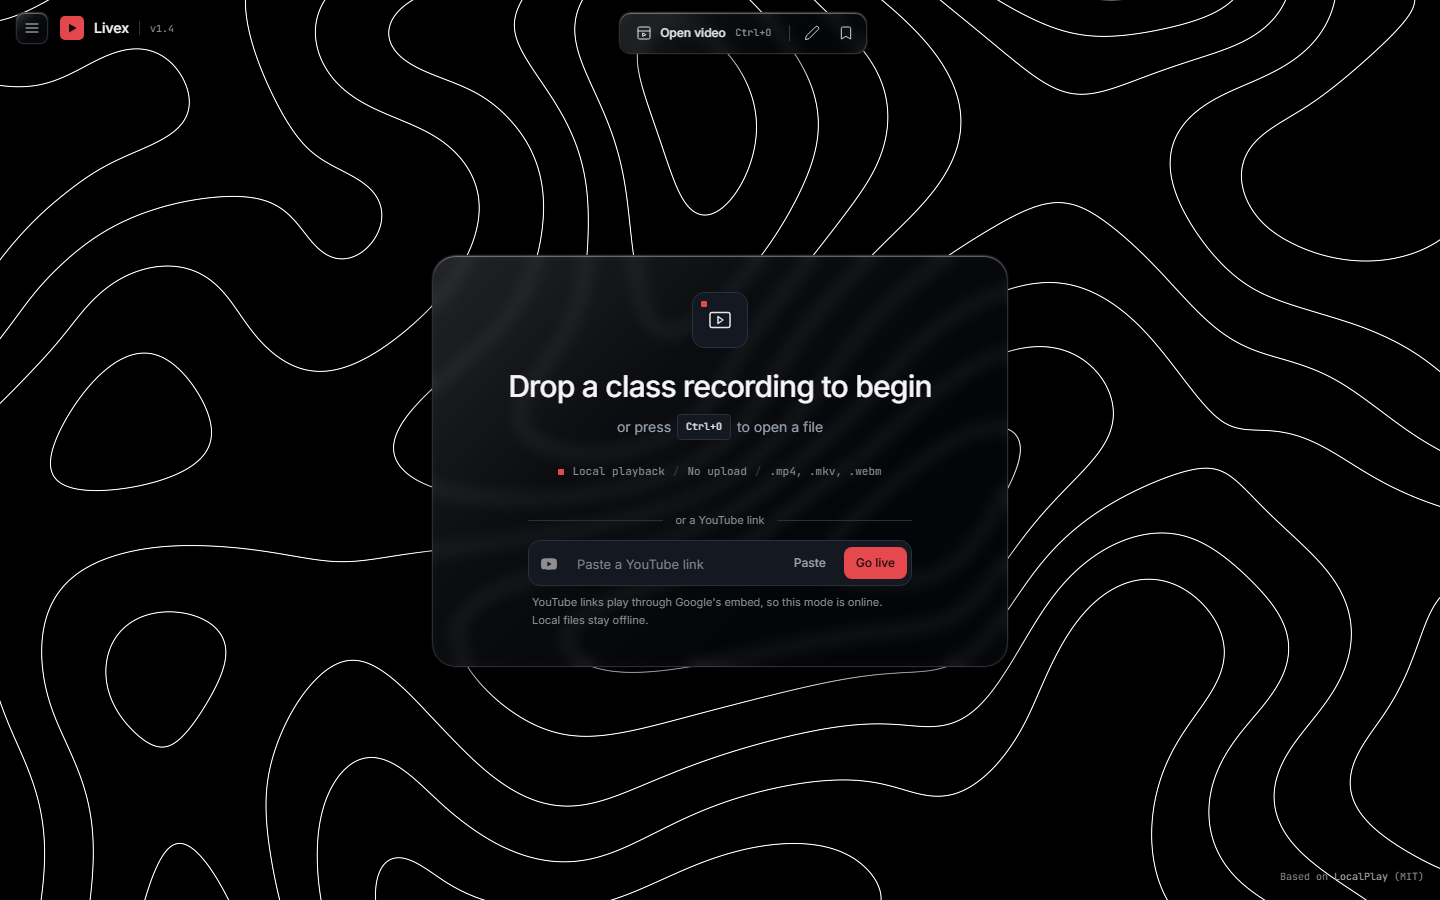 Livex v1.4
Open video Ctrl+O
Drop a class recording to begin
or press Ctrl+O to open a file
Local playback / No upload / .mp4, .mkv, .webm
or a YouTube link
Paste a YouTube link Paste Go live
YouTube links play through Google's embed, so this mode is online.
Local files stay offline.
Based on LocalPlay (MIT)